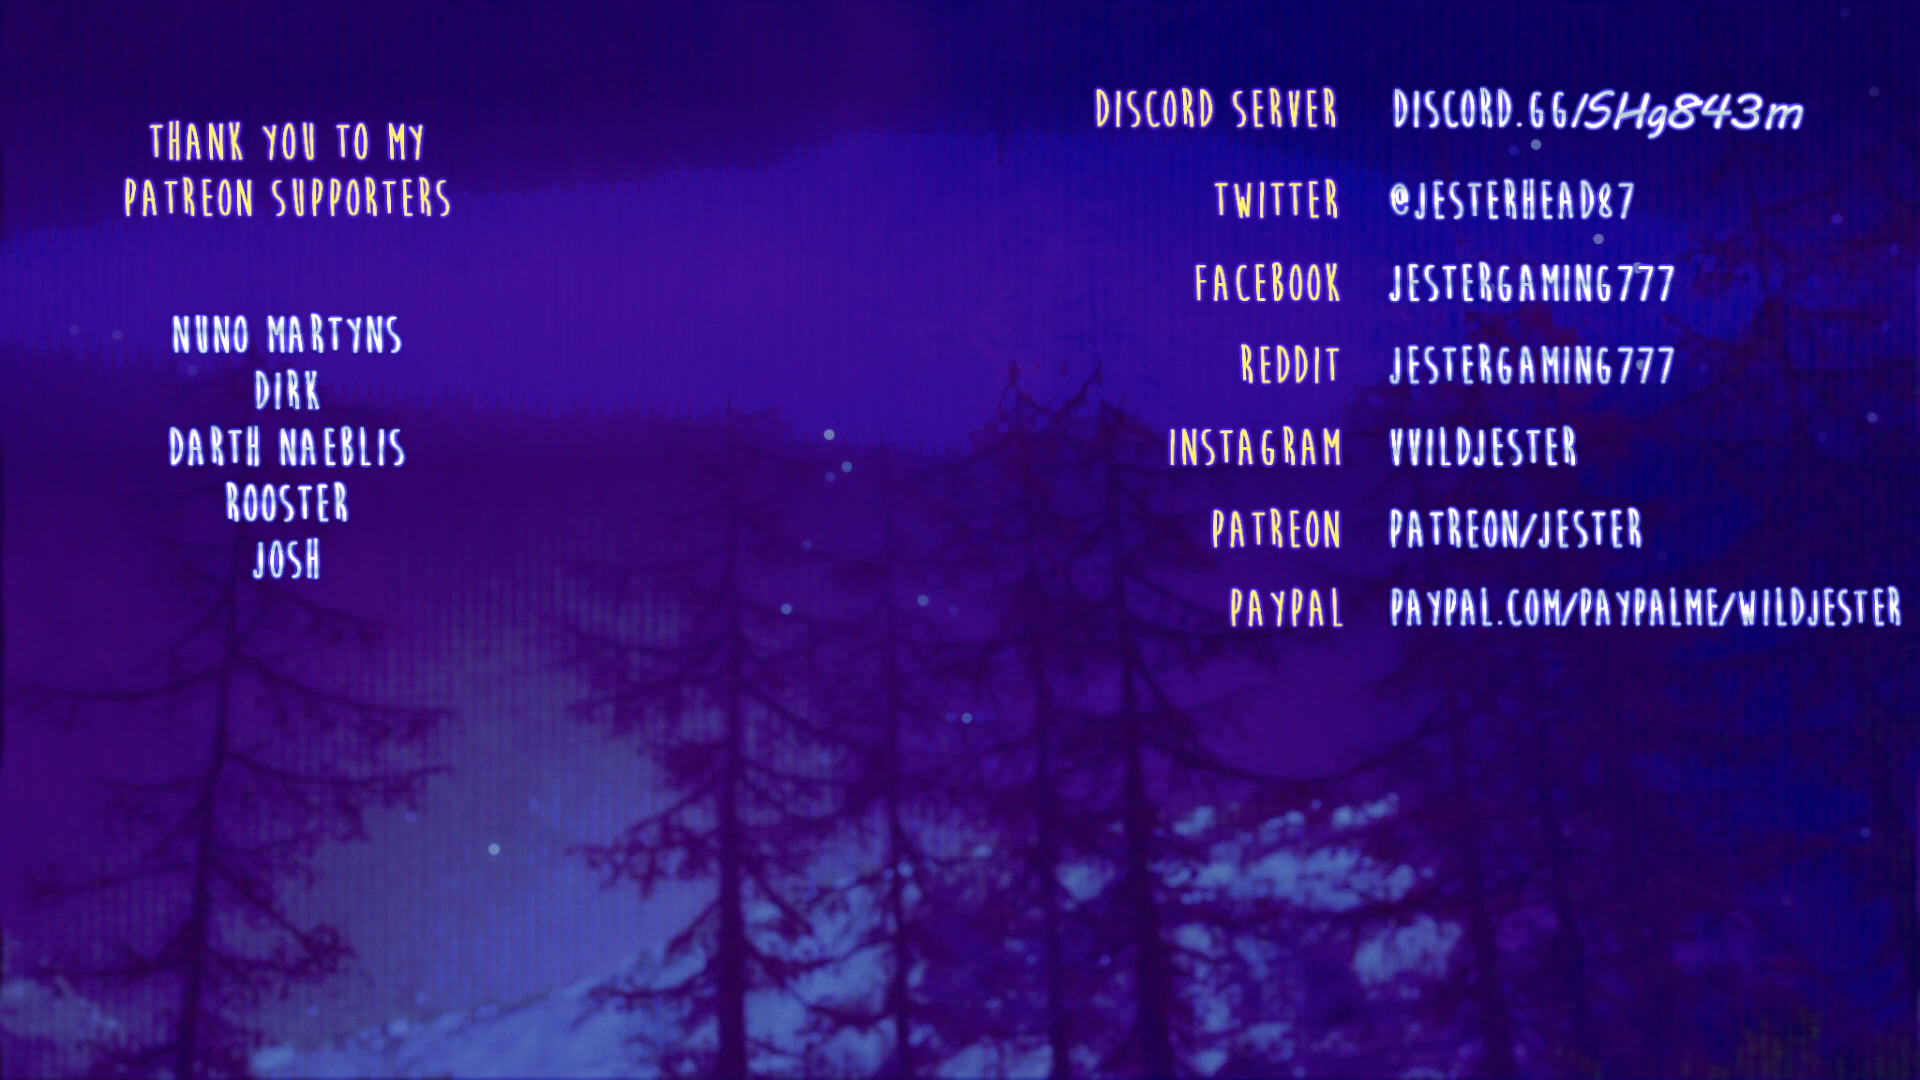 THANK YOU TO MY
PATREON SUPPORTERS
NUNO MARTYNS
DIRK
DARTH NAEBLIS
ROOSTER
JOSH
DISCORD SERVER DISCORD.GG/SHg843m
TWITTER @JESTERHEAD87
FACEBOOK JESTERGAMING777
REDDIT JESTERGAMING777
INSTAGRAM VVILDJESTER
PATREON PATREON/JESTER
PAYPAL PAYPAL.COM/PAYPALME/WILDJESTER